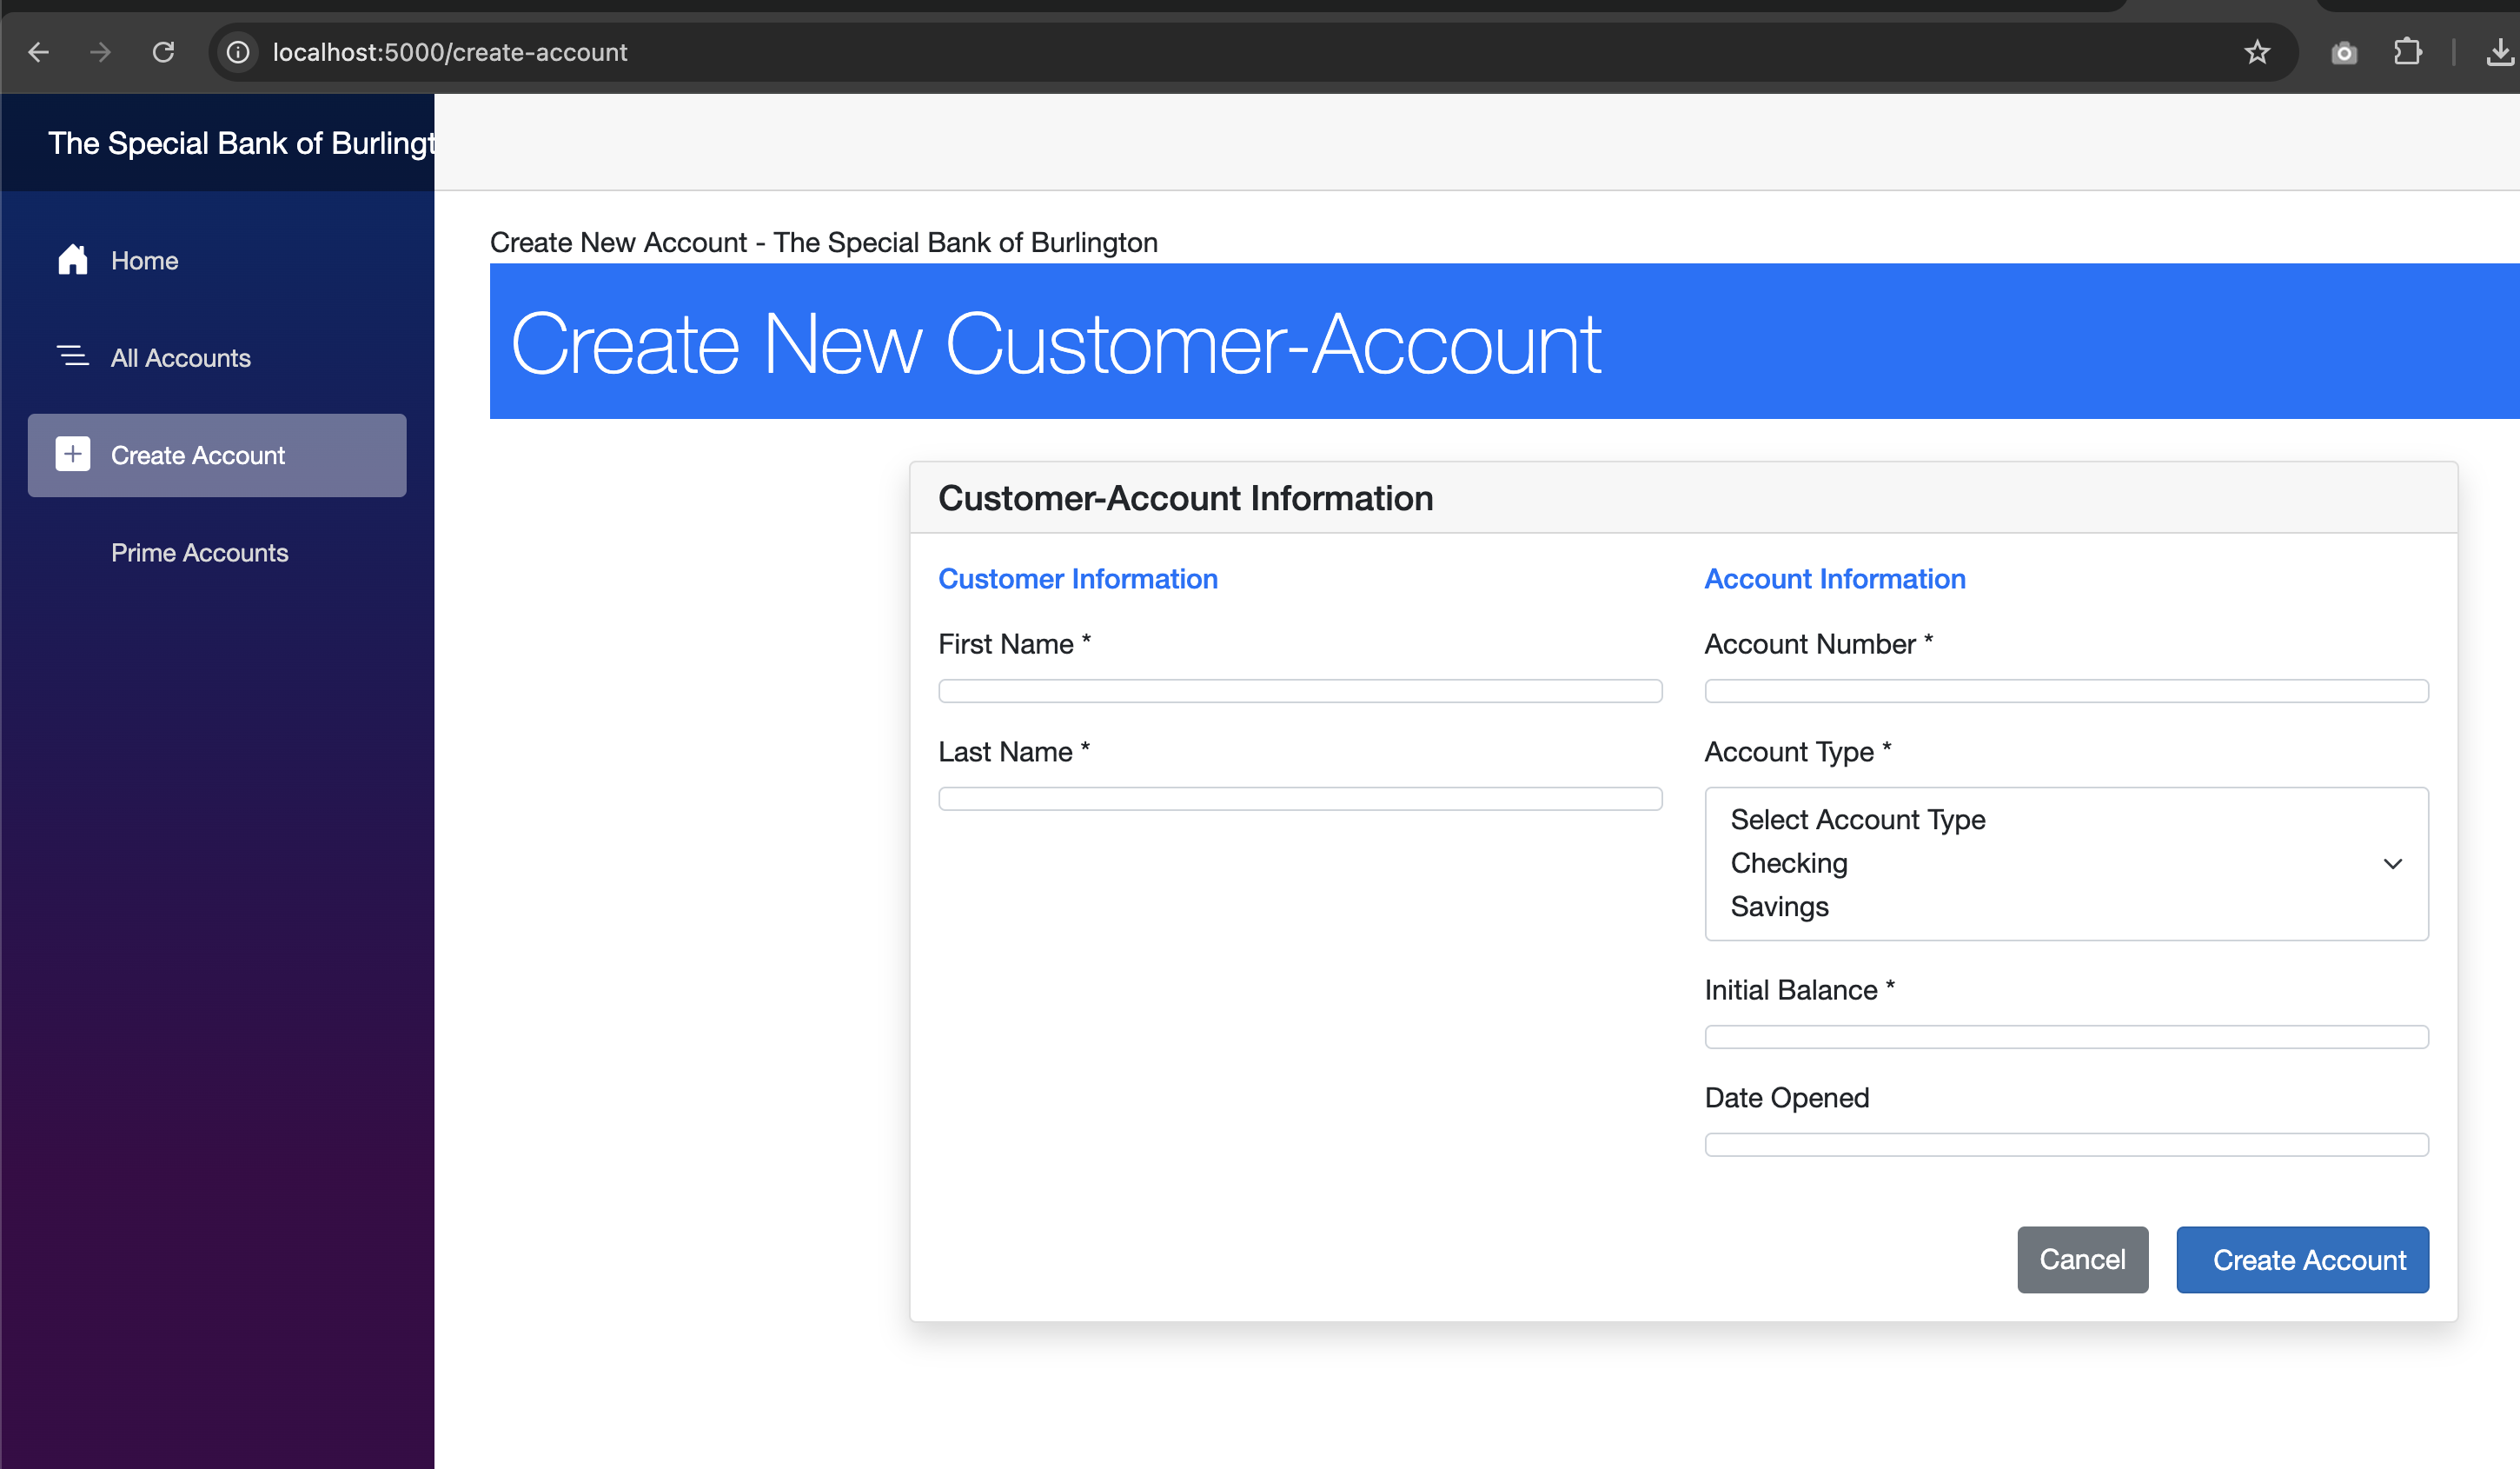 localhost:5000/create-account
The Special Bank of Burlingt
Home
All Accounts
Create Account
Prime Accounts
Create New Account - The Special Bank of Burlington
Create New Customer-Account
Customer-Account Information
Customer Information
First Name *
Last Name *
Account Information
Account Number *
Account Type *
Select Account Type
Checking
Savings
Initial Balance *
Date Opened
Cancel
Create Account